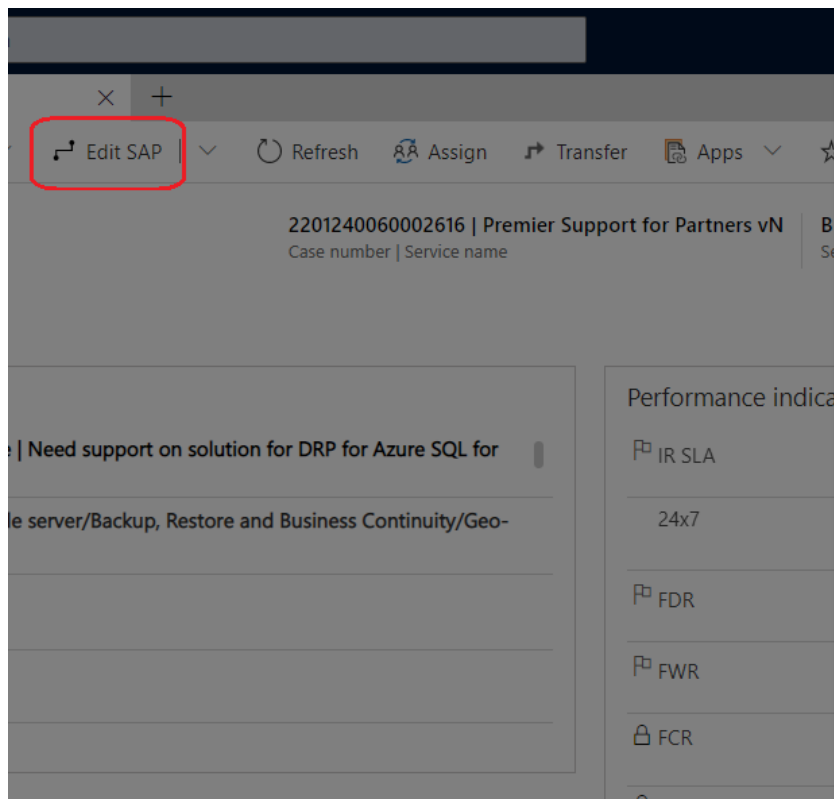 Edit SAP Refresh Assign Transfer Apps
2201240060002616 | Premier Support for Partners vN
Case number | Service name
Performance indica
| Need support on solution for DRP for Azure SQL for
IR SLA
le server/Backup, Restore and Business Continuity/Geo-
24x7
FDR
FWR
FCR